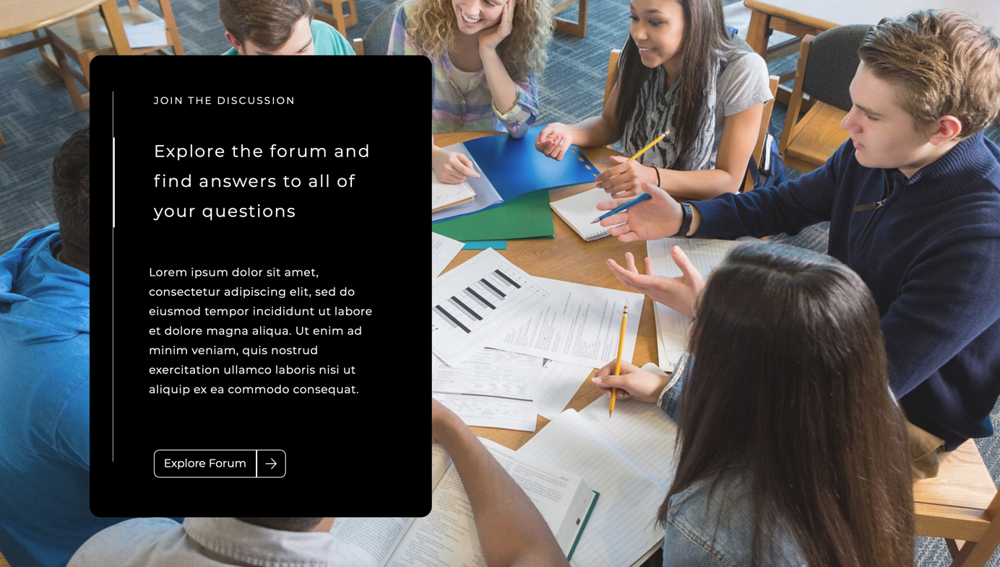 JOIN THE DISCUSSION
Explore the forum and
find answers to all of
your questions
Lorem ipsum dolor sit amet,
consectetur adipiscing elit, sed do
eiusmod tempor incididunt ut labore
et dolore magna aliqua. Ut enim ad
minim veniam, quis nostrud
exercitation ullamco laboris nisi ut
aliquip ex ea commodo consequat.
Explore Forum